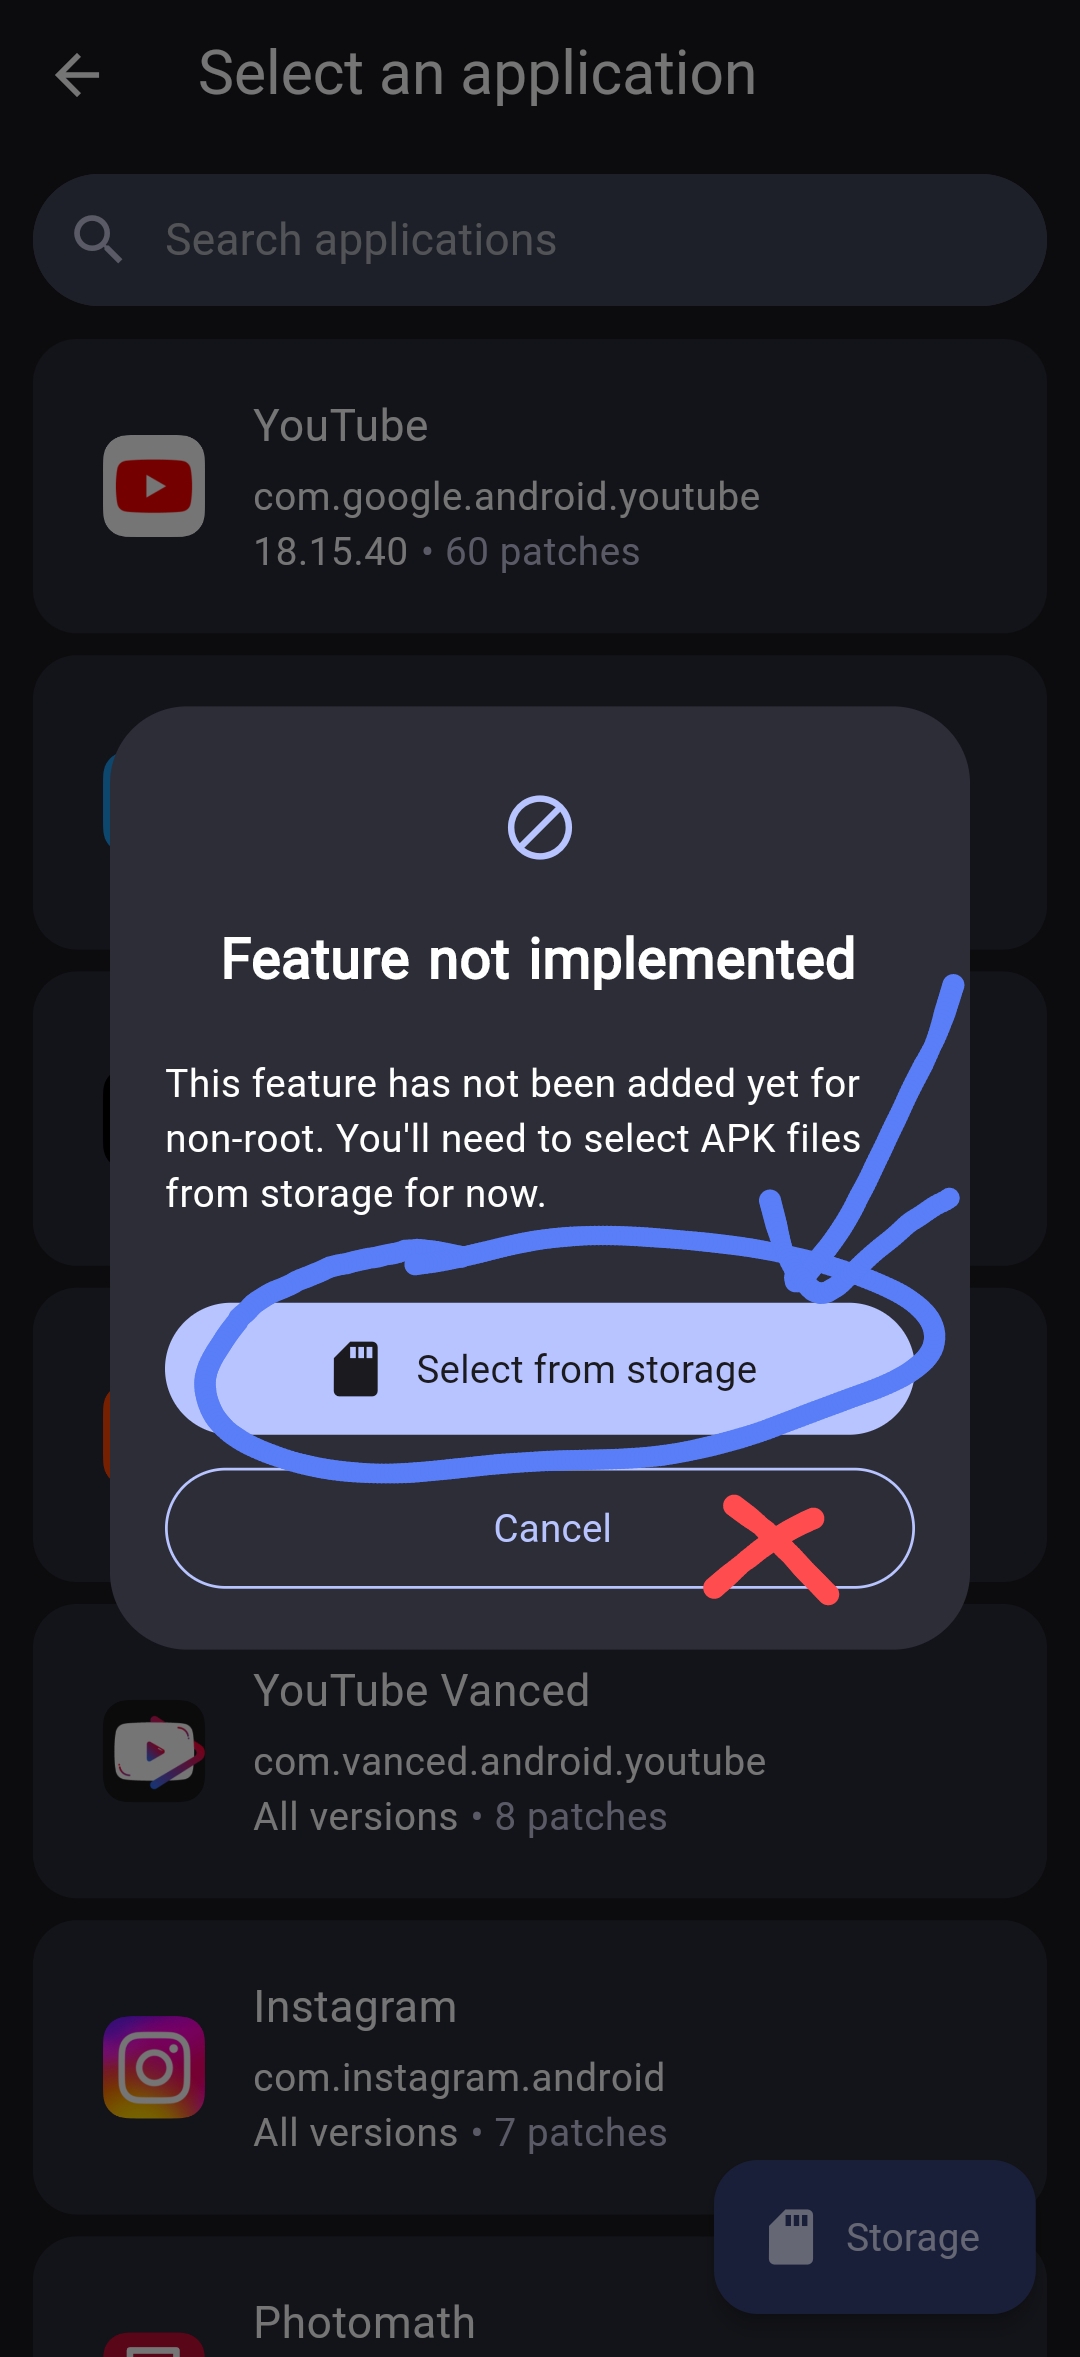 Select an application
Search applications
YouTube
com.google.android.youtube
18.15.40 • 60 patches
Feature not implemented
This feature has not been added yet for
non-root. You'll need to select APK files
from storage for now.
Select from storage
Cancel
YouTube Vanced
com.vanced.android.youtube
All versions • 8 patches
Instagram
com.instagram.android
All versions • 7 patches
Storage
Photomath